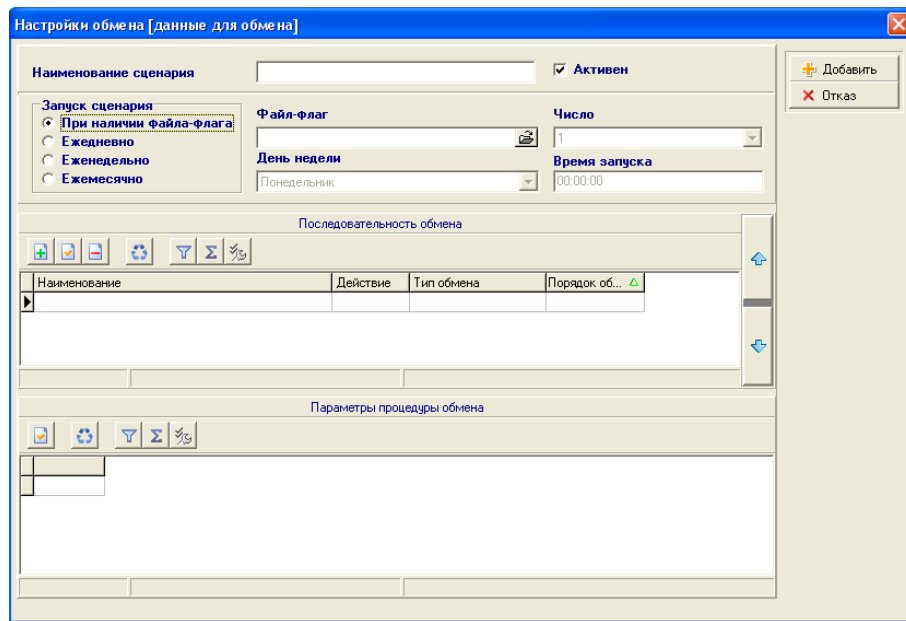 Настройки обмена [данные для обмена]
Наименование сценария
Активен
Добавить
Отказ
Запуск сценария
При наличии файла-флага
Ежедневно
Еженедельно
Ежемесячно
Файл-флаг
Число
1
День недели
Время запуска
Понедельник
00:00:00
Последовательность обмена
Наименование Действие Тип обмена Порядок об...
Параметры процедуры обмена